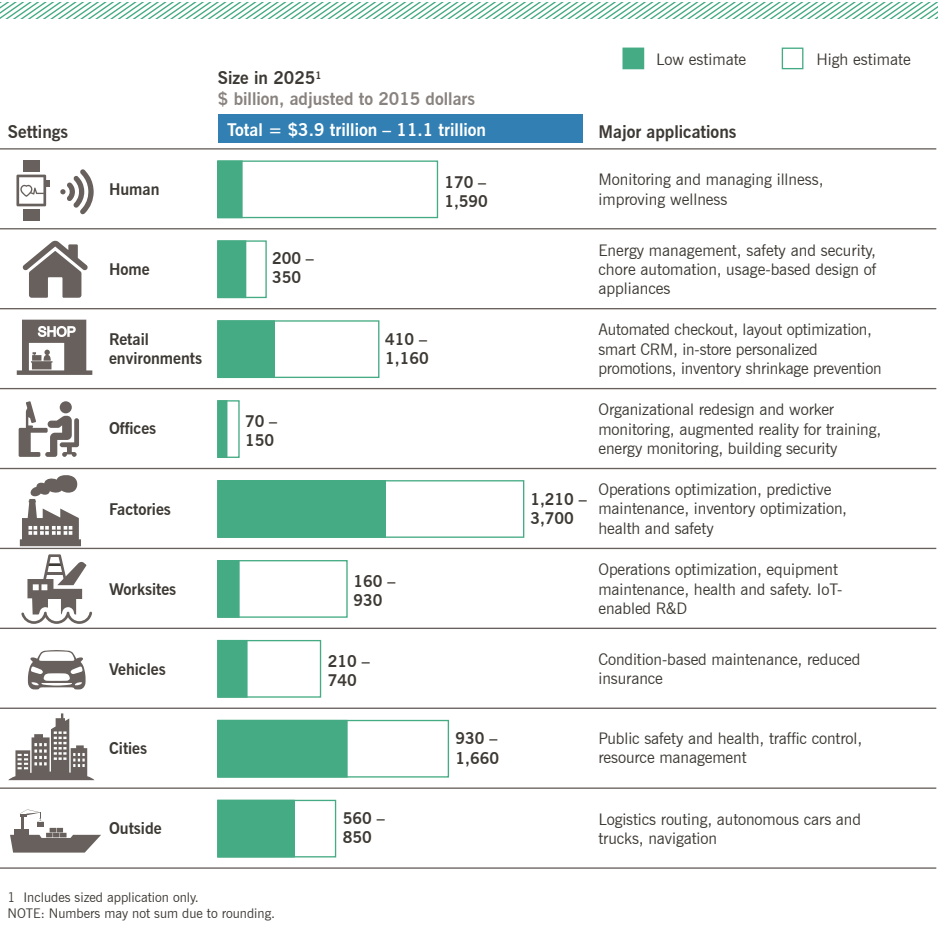 Low estimate
High estimate
Size in 2025¹
$ billion, adjusted to 2015 dollars
Settings
Total = $3.9 trillion – 11.1 trillion
Major applications
Human
170 –
1,590
Monitoring and managing illness,
improving wellness
Home
200 –
350
Energy management, safety and security,
chore automation, usage-based design of
appliances
SHOP
Retail
environments
410 –
1,160
Automated checkout, layout optimization,
smart CRM, in-store personalized
promotions, inventory shrinkage prevention
Offices
70 –
150
Organizational redesign and worker
monitoring, augmented reality for training,
energy monitoring, building security
Factories
1,210 –
3,700
Operations optimization, predictive
maintenance, inventory optimization,
health and safety
Worksites
160 –
930
Operations optimization, equipment
maintenance, health and safety. IoT-
enabled R&D
Vehicles
210 –
740
Condition-based maintenance, reduced
insurance
Cities
930 –
1,660
Public safety and health, traffic control,
resource management
Outside
560 –
850
Logistics routing, autonomous cars and
trucks, navigation
1 Includes sized application only.
NOTE: Numbers may not sum due to rounding.